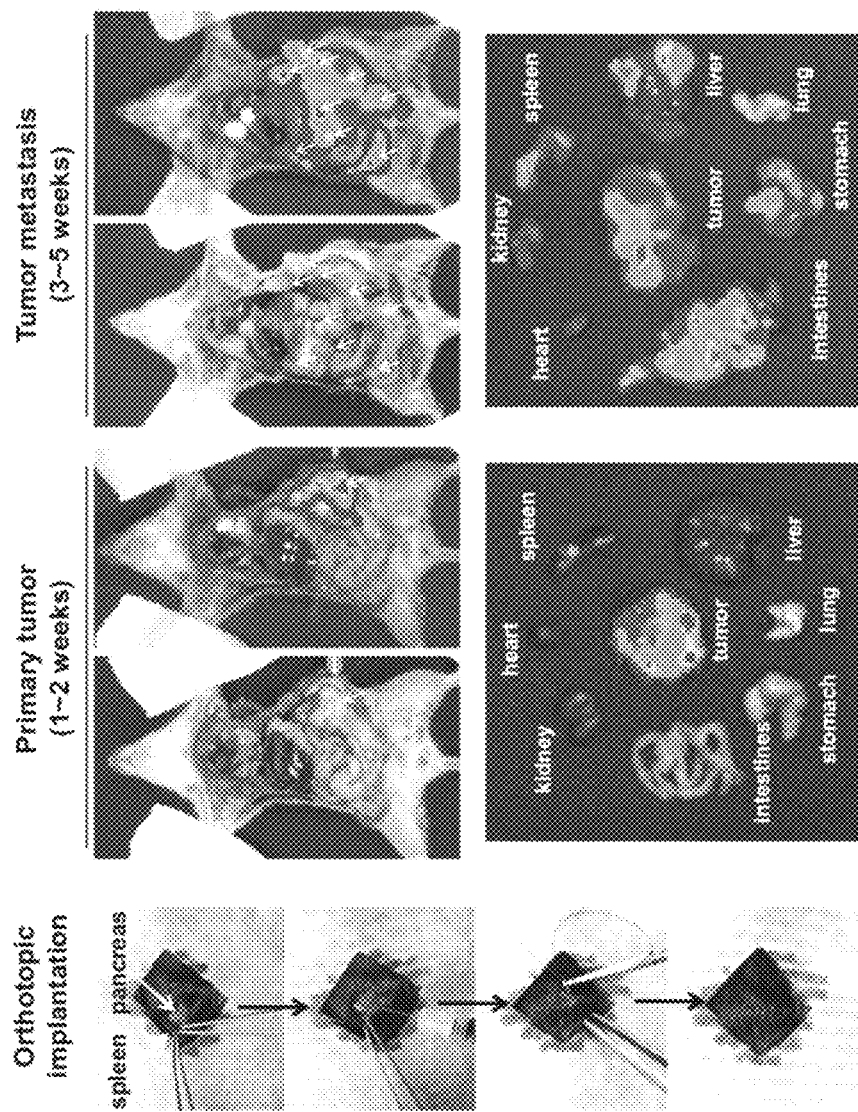 Orthotopic
implantation
spleen pancreas
Primary tumor
(1~2 weeks)
kidney
heart
spleen
intestines
tumor
liver
stomach
lung
Tumor metastasis
(3~5 weeks)
heart
kidney
spleen
intestines
tumor
liver
stomach
lung